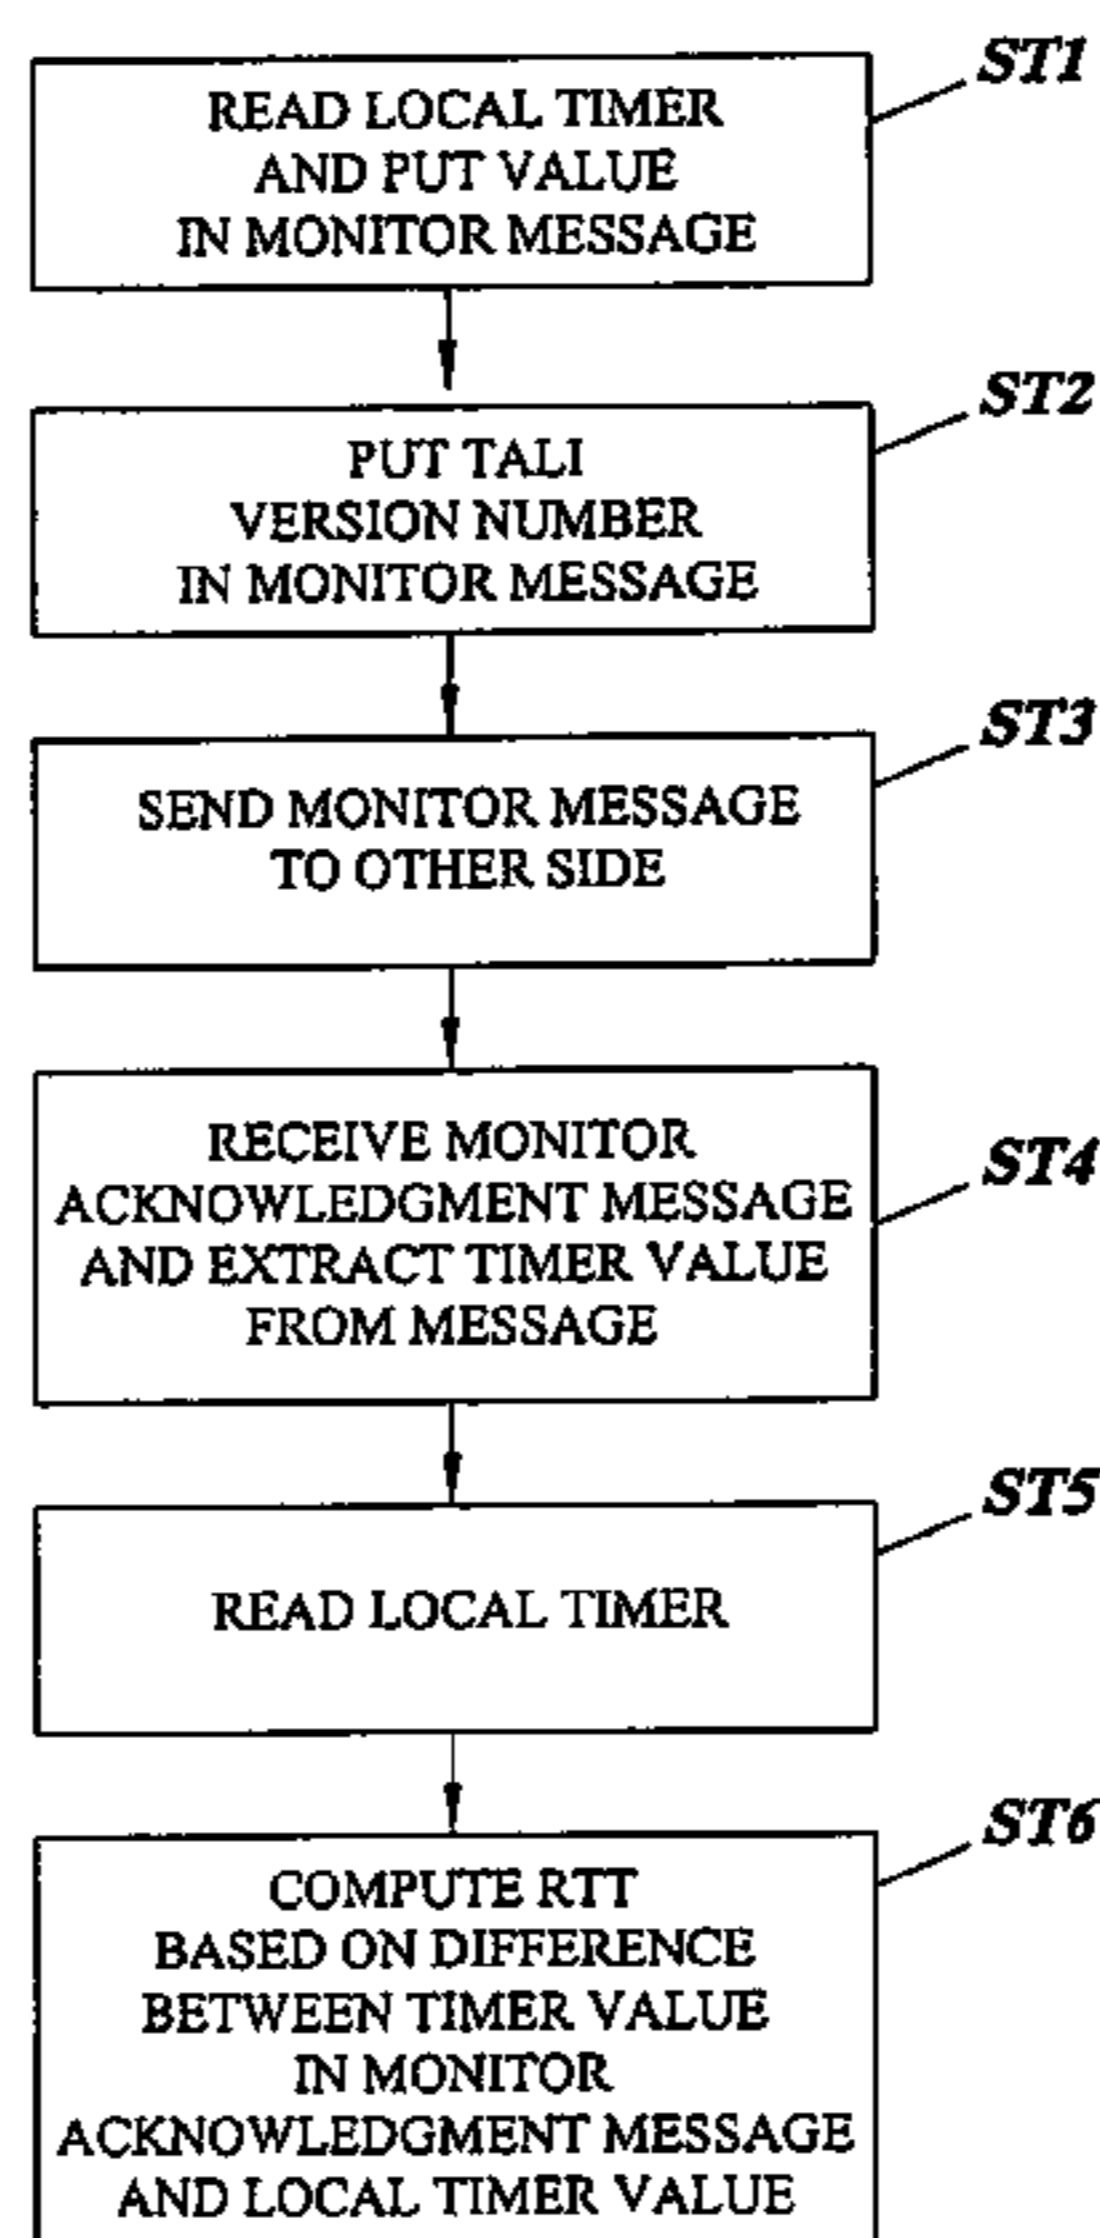 ST1
READ LOCAL TIMER
AND PUT VALUE
IN MONITOR MESSAGE
ST2
PUT TALI
VERSION NUMBER
IN MONITOR MESSAGE
ST3
SEND MONITOR MESSAGE
TO OTHER SIDE
ST4
RECEIVE MONITOR
ACKNOWLEDGMENT MESSAGE
AND EXTRACT TIMER VALUE
FROM MESSAGE
ST5
READ LOCAL TIMER
ST6
COMPUTE RTT
BASED ON DIFFERENCE
BETWEEN TIMER VALUE
IN MONITOR
ACKNOWLEDGMENT MESSAGE
AND LOCAL TIMER VALUE